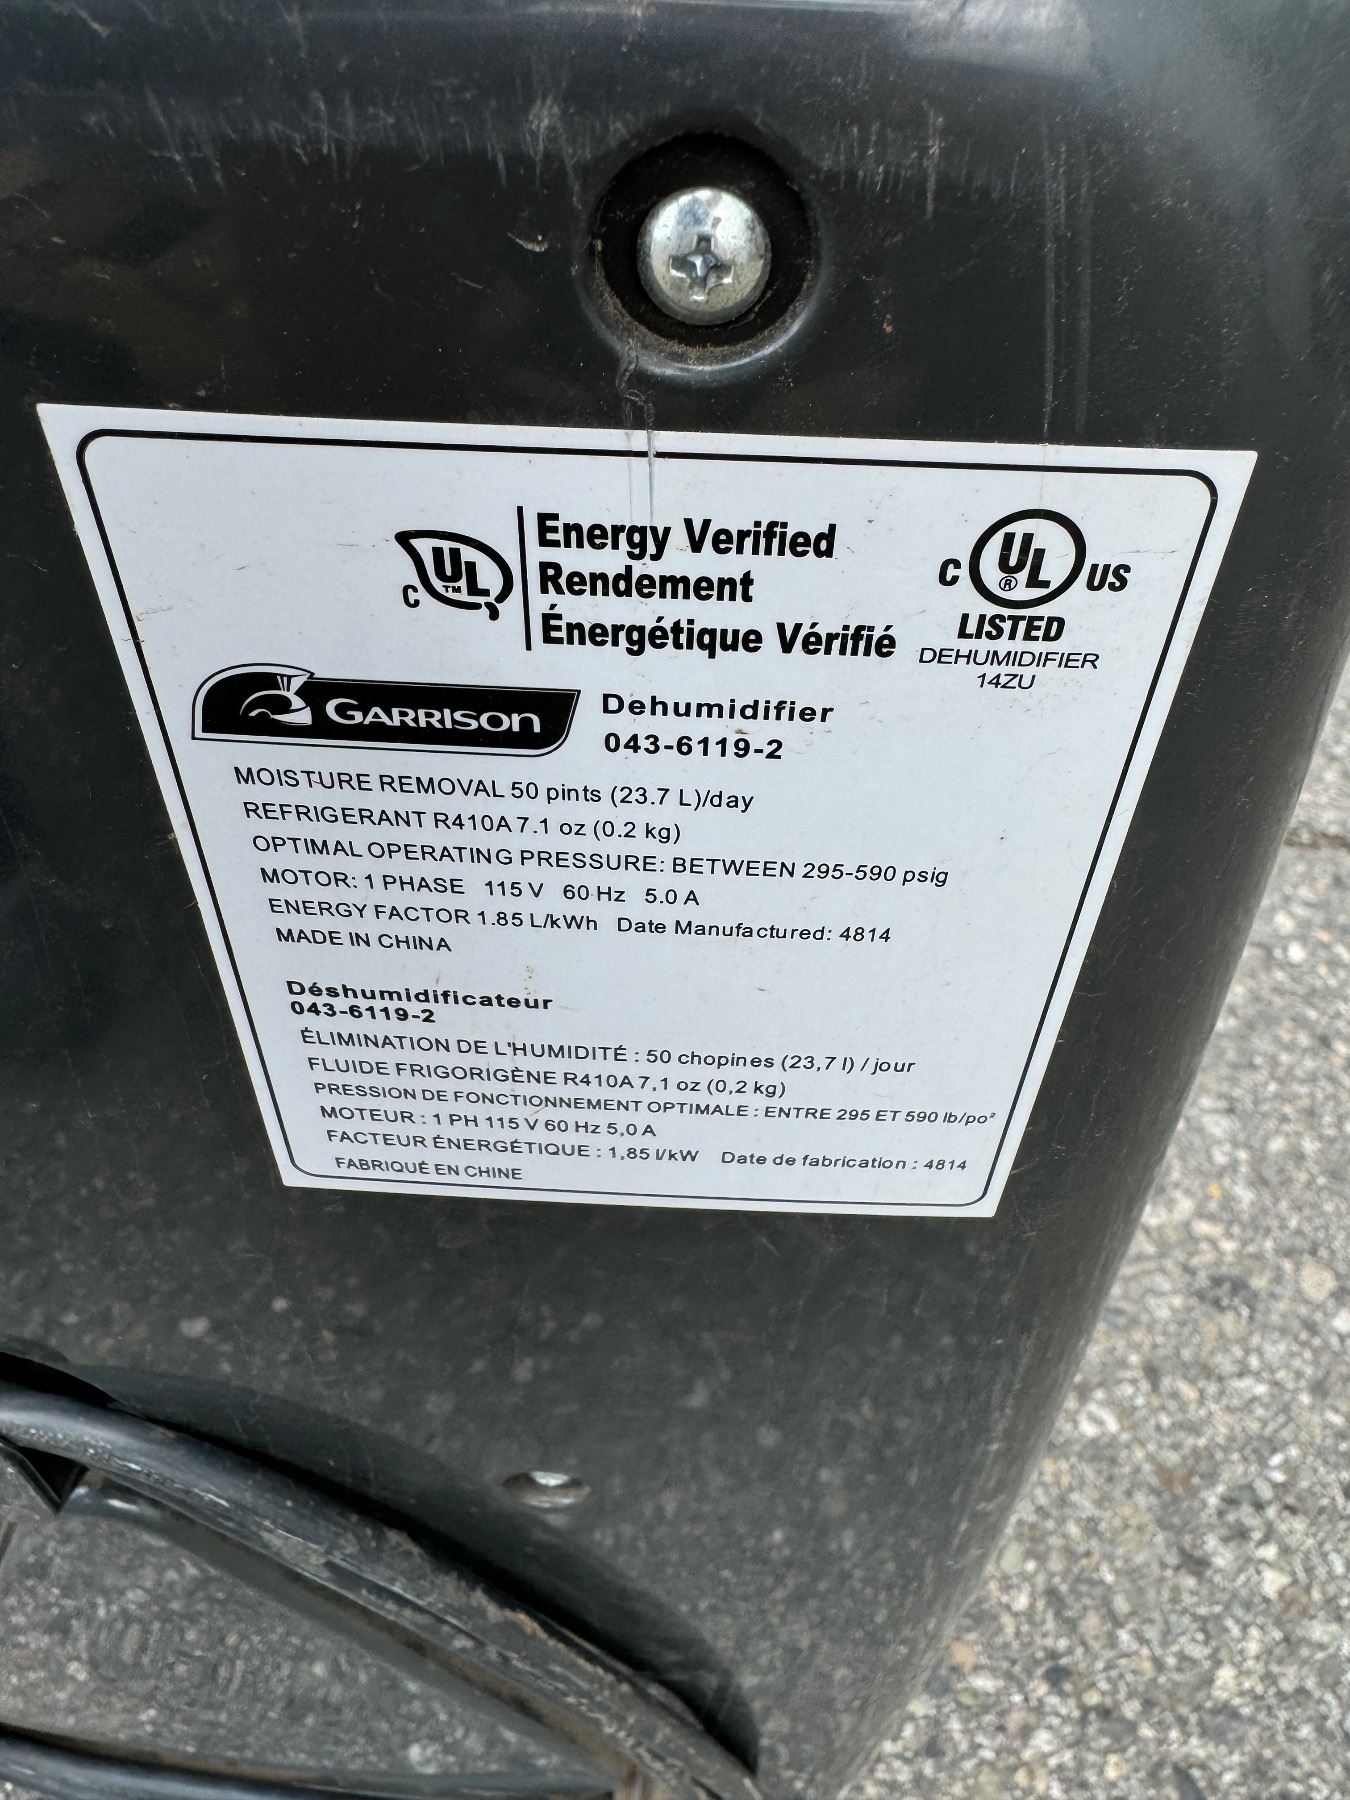 C UL™
Energy Verified
Rendement
Énergétique Vérifié
C UL® US
LISTED
DEHUMIDIFIER
14ZU
GARRISON
Dehumidifier
043-6119-2
MOISTURE REMOVAL 50 pints (23.7 L)/day
REFRIGERANT R410A 7.1 oz (0.2 kg)
OPTIMAL OPERATING PRESSURE: BETWEEN 295-590 psig
MOTOR: 1 PHASE 115 V 60 Hz 5.0 A
ENERGY FACTOR 1.85 L/kWh Date Manufactured: 4814
MADE IN CHINA
Déshumidificateur
043-6119-2
ÉLIMINATION DE L'HUMIDITÉ : 50 chopines (23,7 l) / jour
FLUIDE FRIGORIGÈNE R410A 7,1 oz (0,2 kg)
PRESSION DE FONCTIONNEMENT OPTIMALE : ENTRE 295 ET 590 lb/po²
MOTEUR : 1 PH 115 V 60 Hz 5,0 A
FACTEUR ÉNERGÉTIQUE : 1,85 l/kW Date de fabrication : 4814
FABRIQUÉ EN CHINE